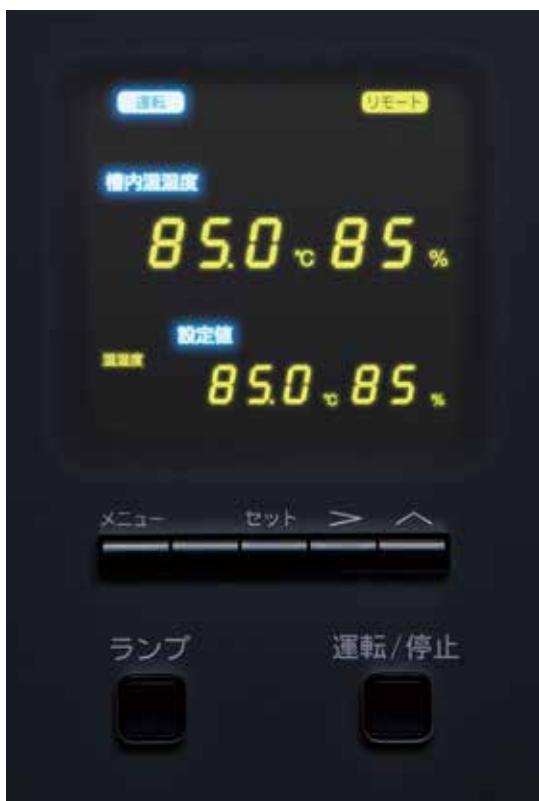 運転 リモート
槽内温湿度
85.0 ℃ 85 %
設定値
温湿度
85.0 ℃ 85 %
メニュー セット > ∧
ランプ 運転/停止